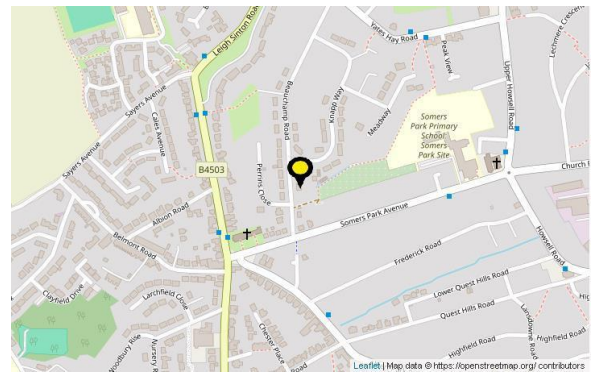 Leigh Sinton Road
Yates Hay Road
Lechmere Crescent
Peak View
Upper Howsell Road
Sayers Avenue
Cales Avenue
Beauchamp Road
Knapp Way
Meadway
Somers
Park Primary
School
Somers
Park Site
Sayers Avenue
B4503
Perrins Close
Church
Albion Road
Somers Park Avenue
Belmont Road
Frederick Road
Howsell Road
Clayfield Drive
Larchfield Close
Lower Quest Hills Road
Quest Hills Road
Lansdowne Road
Hig
Woodbury Rise
Nursery R
Chester Place
Highfield Road
Highfield Road
Leaflet | Map data © https://openstreetmap.org/ contributors